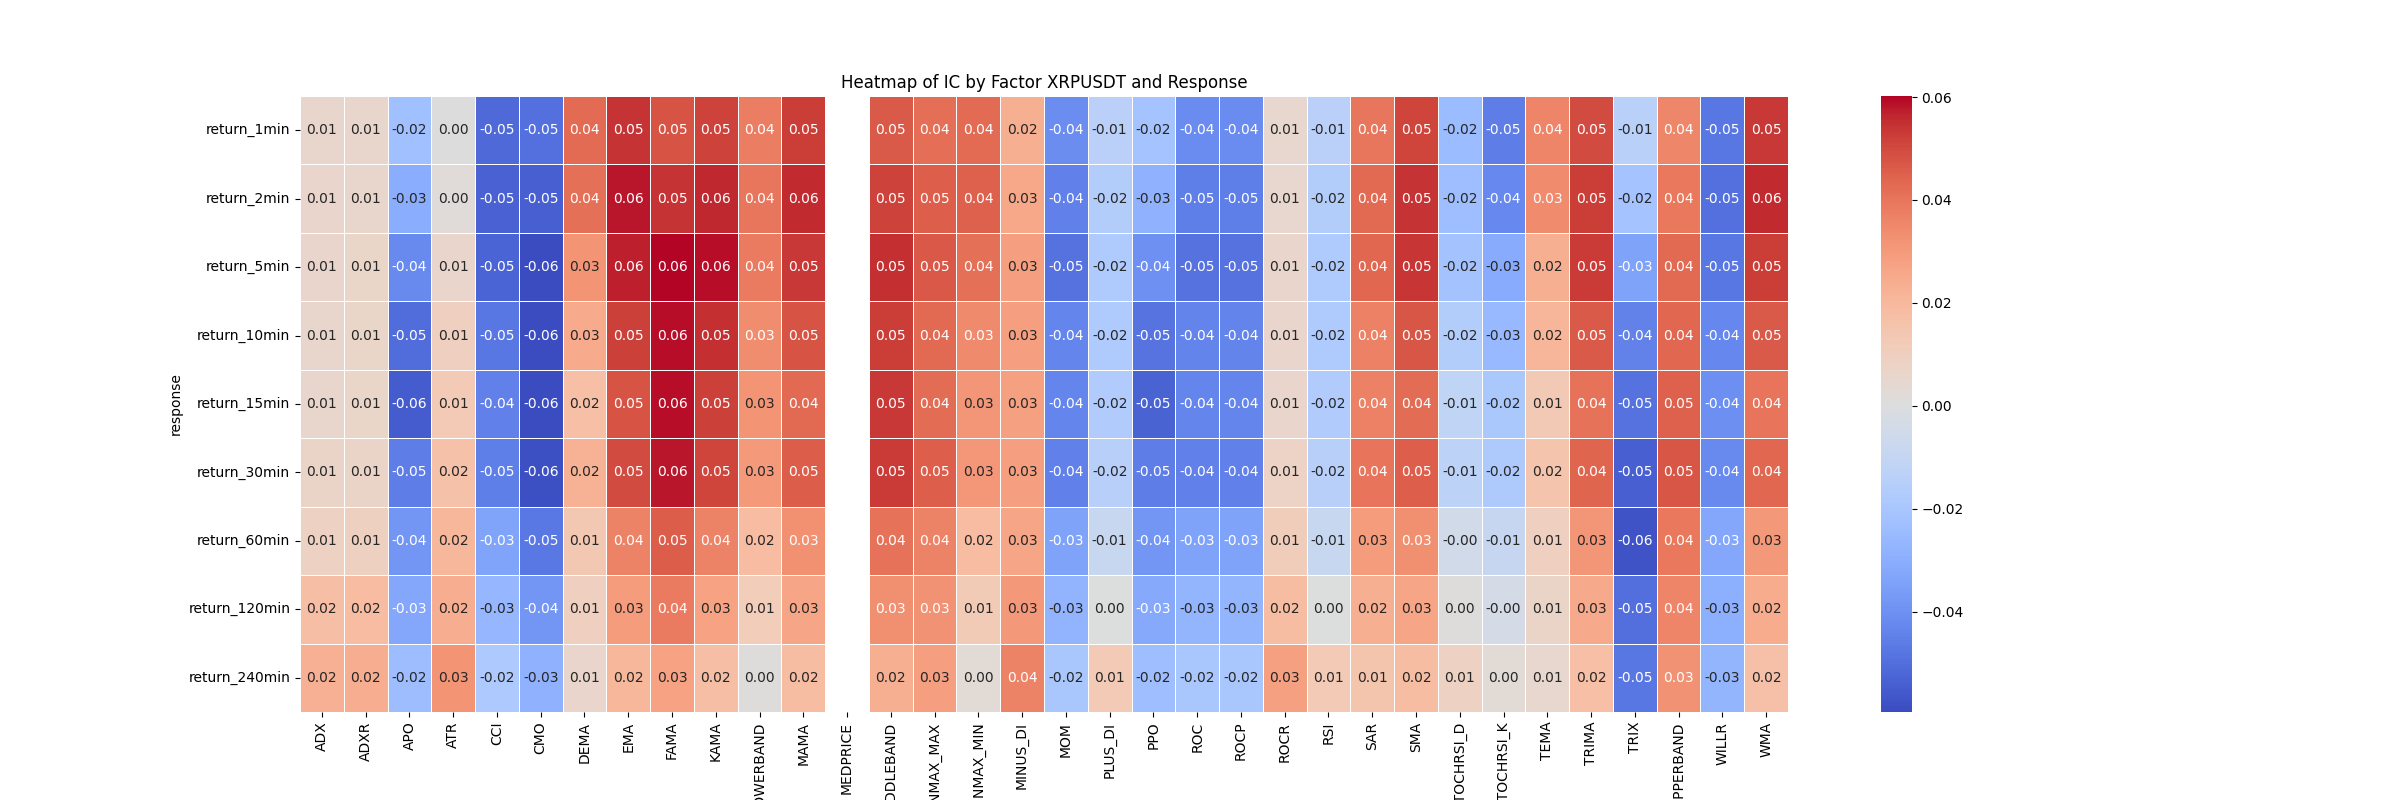 Heatmap of IC by Factor XRPUSDT and Response
response
return_1min 0.01 0.01 -0.02 0.00 -0.05 -0.05 0.04 0.05 0.05 0.05 0.04 0.05 0.05 0.04 0.04 0.02 -0.04 -0.01 -0.02 -0.04 -0.04 0.01 -0.01 0.04 0.05 -0.02 -0.05 0.04 0.05 -0.01 0.04 -0.05 0.05
return_2min 0.01 0.01 -0.03 0.00 -0.05 -0.05 0.04 0.06 0.05 0.06 0.04 0.06 0.05 0.05 0.04 0.03 -0.04 -0.02 -0.03 -0.05 -0.05 0.01 -0.02 0.04 0.05 -0.02 -0.04 0.03 0.05 -0.02 0.04 -0.05 0.06
return_5min 0.01 0.01 -0.04 0.01 -0.05 -0.06 0.03 0.06 0.06 0.06 0.04 0.05 0.05 0.05 0.04 0.03 -0.05 -0.02 -0.04 -0.05 -0.05 0.01 -0.02 0.04 0.05 -0.02 -0.03 0.02 0.05 -0.03 0.04 -0.05 0.05
return_10min 0.01 0.01 -0.05 0.01 -0.05 -0.06 0.03 0.05 0.06 0.05 0.03 0.05 0.05 0.04 0.03 0.03 -0.04 -0.02 -0.05 -0.04 -0.04 0.01 -0.02 0.04 0.05 -0.02 -0.03 0.02 0.05 -0.04 0.04 -0.04 0.05
return_15min 0.01 0.01 -0.06 0.01 -0.04 -0.06 0.02 0.05 0.06 0.05 0.03 0.04 0.05 0.04 0.03 0.03 -0.04 -0.02 -0.05 -0.04 -0.04 0.01 -0.02 0.04 0.04 -0.01 -0.02 0.01 0.04 -0.05 0.05 -0.04 0.04
return_30min 0.01 0.01 -0.05 0.02 -0.05 -0.06 0.02 0.05 0.06 0.05 0.03 0.05 0.05 0.05 0.03 0.03 -0.04 -0.02 -0.05 -0.04 -0.04 0.01 -0.02 0.04 0.05 -0.01 -0.02 0.02 0.04 -0.05 0.05 -0.04 0.04
return_60min 0.01 0.01 -0.04 0.02 -0.03 -0.05 0.01 0.04 0.05 0.04 0.02 0.03 0.04 0.04 0.02 0.03 -0.03 -0.01 -0.04 -0.03 -0.03 0.01 -0.01 0.03 0.03 -0.00 -0.01 0.01 0.03 -0.06 0.04 -0.03 0.03
return_120min 0.02 0.02 -0.03 0.02 -0.03 -0.04 0.01 0.03 0.04 0.03 0.01 0.03 0.03 0.03 0.01 0.03 -0.03 0.00 -0.03 -0.03 -0.03 0.02 0.00 0.02 0.03 0.00 -0.00 0.01 0.03 -0.05 0.04 -0.03 0.02
return_240min 0.02 0.02 -0.02 0.03 -0.02 -0.03 0.01 0.02 0.03 0.02 0.00 0.02 0.02 0.03 0.00 0.04 -0.02 0.01 -0.02 -0.02 -0.02 0.03 0.01 0.01 0.02 0.01 0.00 0.01 0.02 -0.05 0.03 -0.03 0.02
ADX ADXR APO ATR CCI CMO DEMA EMA FAMA KAMA OWERBAND MAMA MEDPRICE DDLEBAND NMAX_MAX NMAX_MIN MINUS_DI MOM PLUS_DI PPO ROC ROCP ROCR RSI SAR SMA TOCHRSI_D TOCHRSI_K TEMA TRIMA TRIX PPERBAND WILLR WMA
0.06
0.04
0.02
0.00
−0.02
−0.04